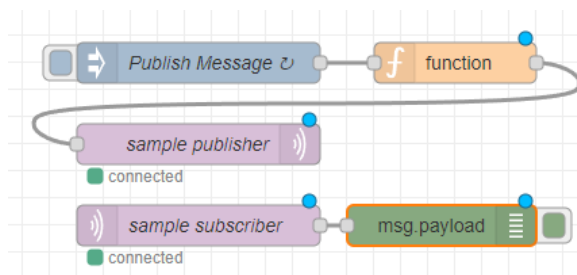 Publish Message ↻
function
sample publisher
connected
sample subscriber
msg.payload
connected